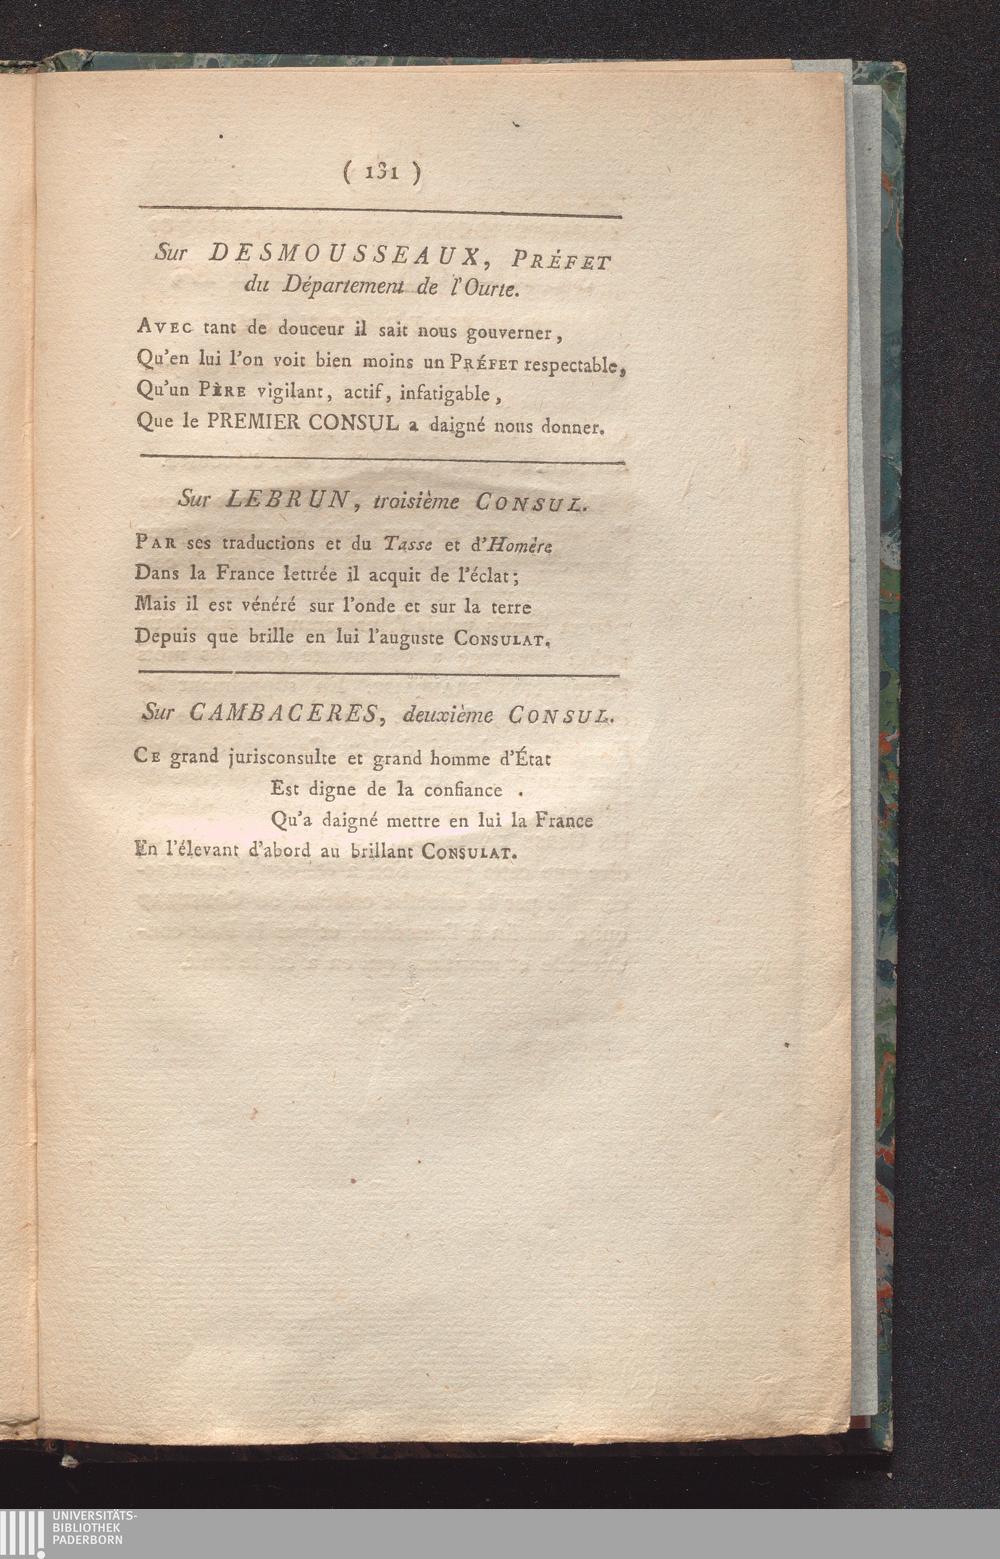 ( 131 )
Sur DESMOUSSEAUX, PRÉFET
du Département de l'Ourte.
AVEC tant de douceur il sait nous gouverner,
Qu'en lui l'on voit bien moins un PRÉFET respectable,
Qu'un PÈRE vigilant, actif, infatigable,
Que le PREMIER CONSUL a daigné nous donner.
Sur LEBRUN, troisième CONSUL.
PAR ses traductions et du Tasse et d'Homère
Dans la France lettrée il acquit de l'éclat;
Mais il est vénéré sur l'onde et sur la terre
Depuis que brille en lui l'auguste CONSULAT.
Sur CAMBACERES, deuxième CONSUL.
CE grand jurisconsulte et grand homme d'État
Est digne de la confiance .
Qu'a daigné mettre en lui la France
En l'élevant d'abord au brillant CONSULAT.
UNIVERSITÄTS-
BIBLIOTHEK
PADERBORN